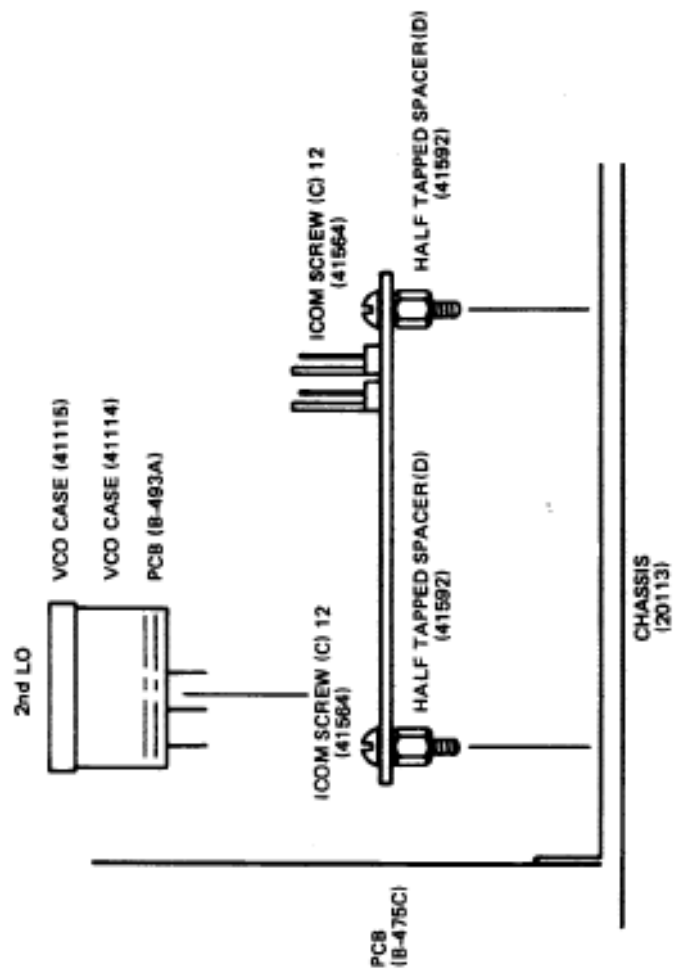 2nd LO
VCO CASE (41115)
VCO CASE (41114)
PCB (B-493A)
ICOM SCREW (C) 12
(41564)
ICOM SCREW (C) 12
(41564)
HALF TAPPED SPACER(D)
(41592)
HALF TAPPED SPACER(D)
(41592)
PCB
(B-475C)
CHASSIS
(20113)